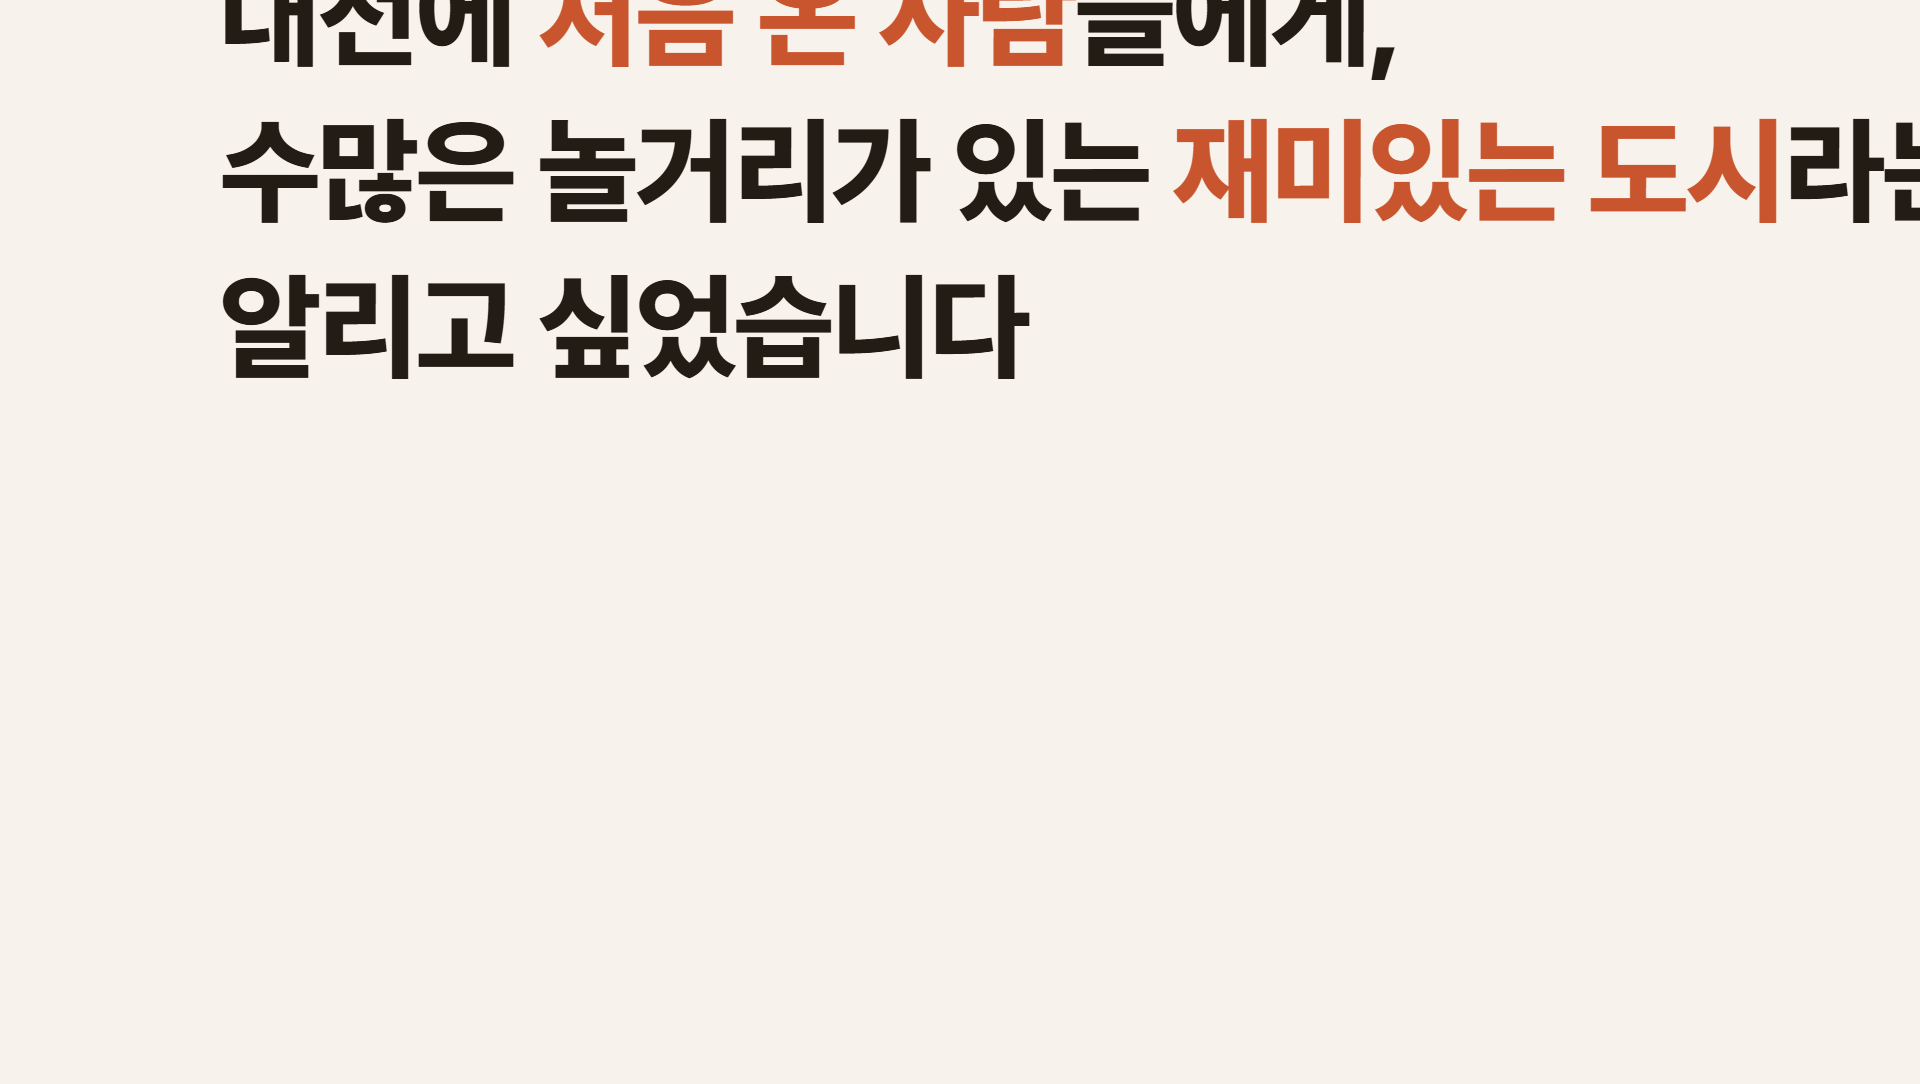 대전에 처음 온 사람들에게,
수많은 놀거리가 있는 재미있는 도시라는
알리고 싶었습니다